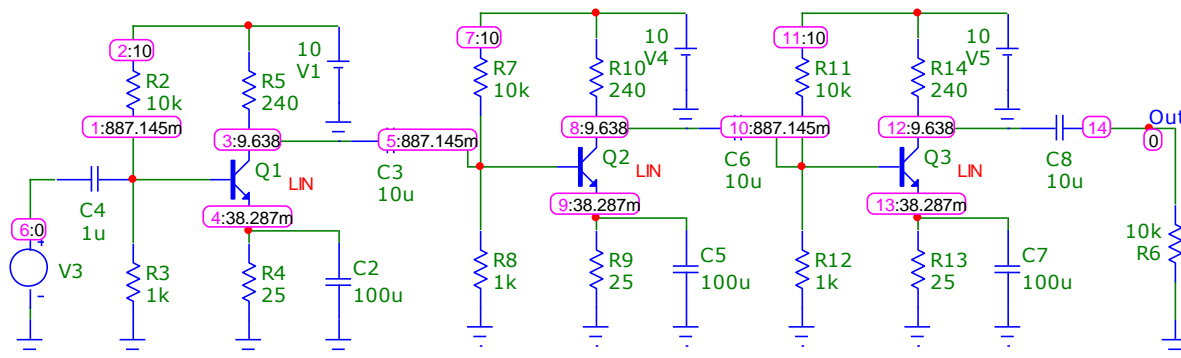 2:10
R2
10k
1:887.145m
R5
240
10
V1
3:9.638
Q1
LIN
4:38.287m
C4
1u
6:0
+
-
V3
R3
1k
R4
25
C2
100u
5:887.145m
C3
10u
7:10
R7
10k
R10
240
10
V4
8:9.638
Q2
LIN
9:38.287m
R8
1k
R9
25
C5
100u
10:887.145m
C6
10u
11:10
R11
10k
R14
240
10
V5
12:9.638
Q3
LIN
13:38.287m
R12
1k
R13
25
C7
100u
C8
10u
14
Out
0
10k
R6